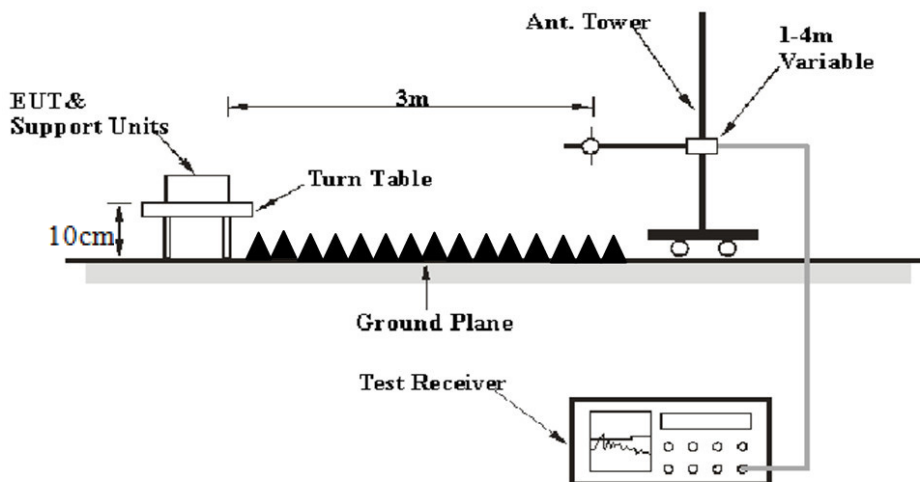 Ant. Tower
1-4m
Variable
3m
EUT &
Support Units
Turn Table
10cm
Ground Plane
Test Receiver